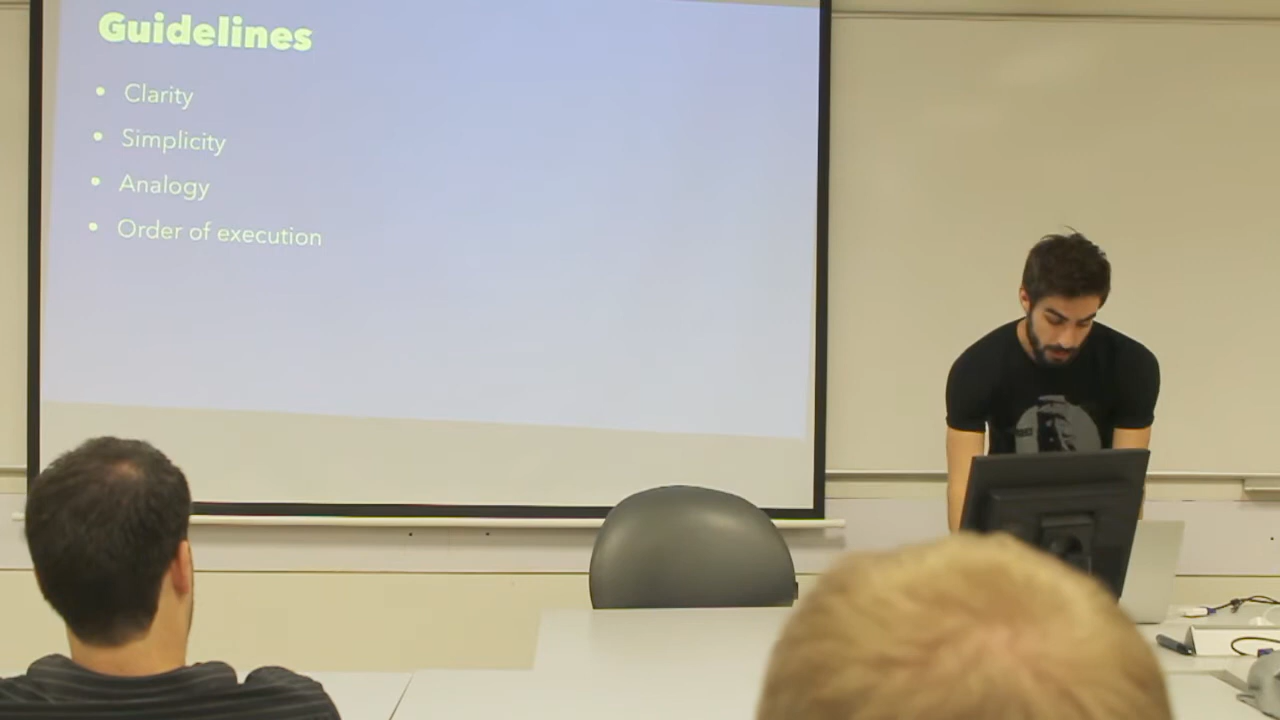 Guidelines
• Clarity
• Simplicity
• Analogy
• Order of execution